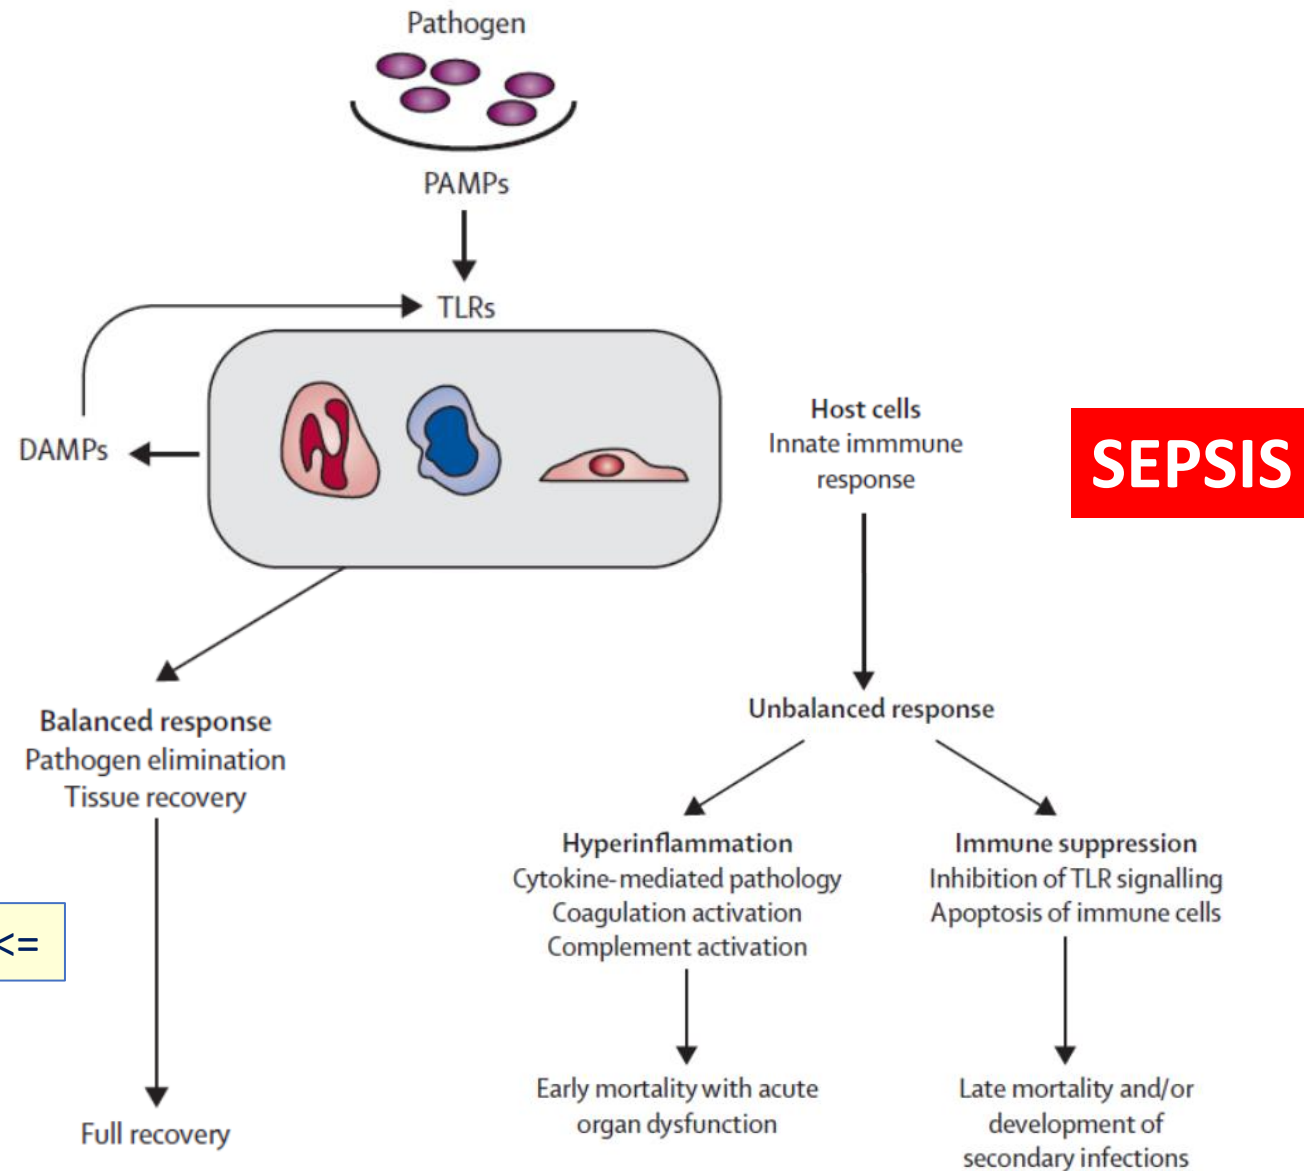 Pathogen
PAMPs
TLRs
DAMPs
Host cells
Innate immmune
response
SEPSIS
Balanced response
Pathogen elimination
Tissue recovery
Unbalanced response
Hyperinflammation
Cytokine-mediated pathology
Coagulation activation
Complement activation
Immune suppression
Inhibition of TLR signalling
Apoptosis of immune cells
<=
Full recovery
Early mortality with acute
organ dysfunction
Late mortality and/or
development of
secondary infections